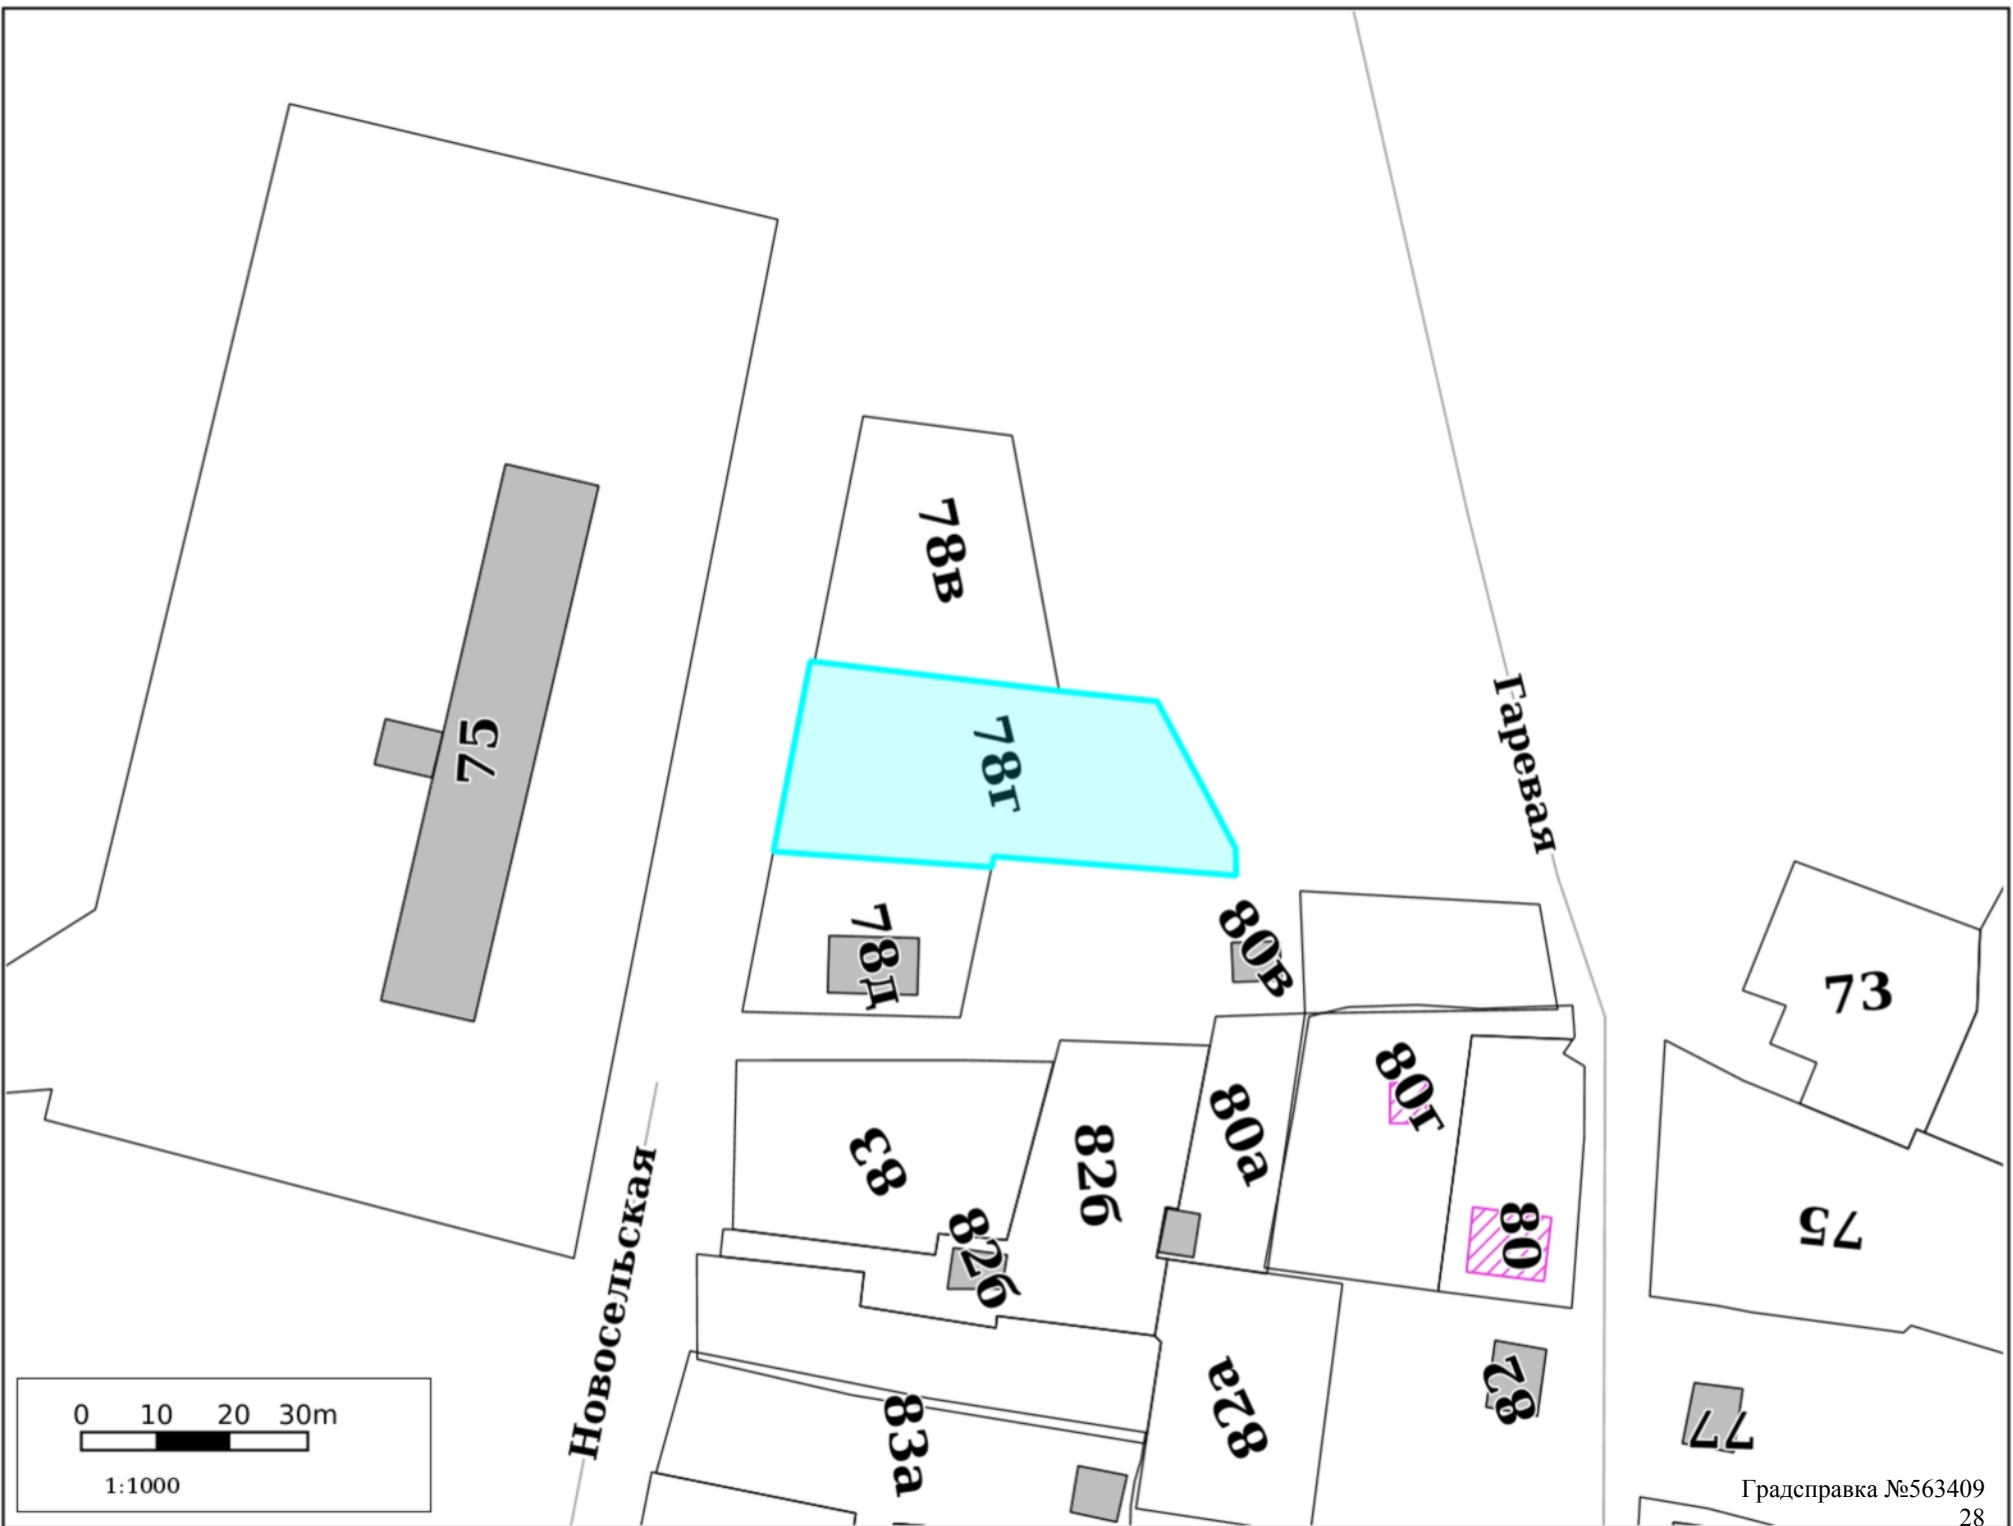 78в
Гаревая
75
78г
78д
80в
73
80г
80а
83
82б
80
75
82б
Новосельская
82а
82
83а
77
0 10 20 30m
1:1000
Градсправка №563409
28